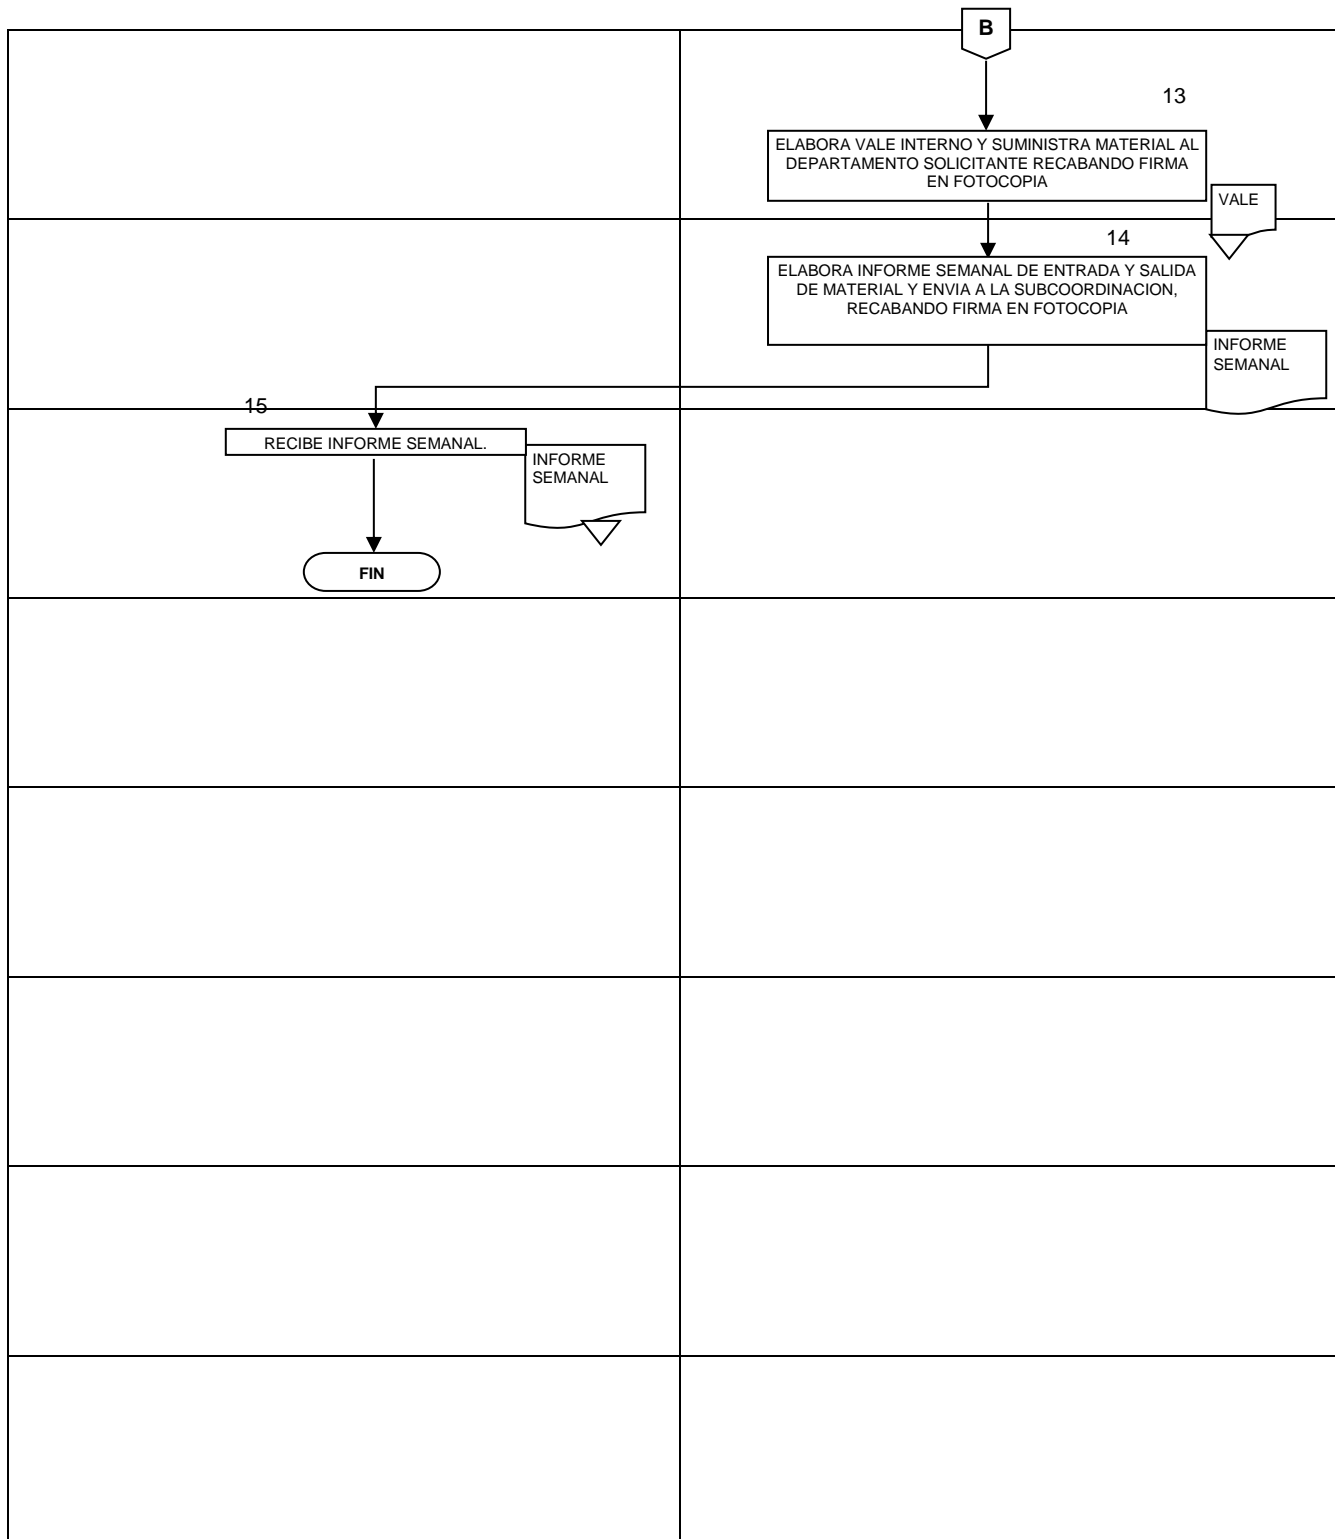 B
13
ELABORA VALE INTERNO Y SUMINISTRA MATERIAL AL
DEPARTAMENTO SOLICITANTE RECABANDO FIRMA
EN FOTOCOPIA
VALE
14
ELABORA INFORME SEMANAL DE ENTRADA Y SALIDA
DE MATERIAL Y ENVIA A LA SUBCOORDINACION,
RECABANDO FIRMA EN FOTOCOPIA
INFORME
SEMANAL
15
RECIBE INFORME SEMANAL.
INFORME
SEMANAL
FIN